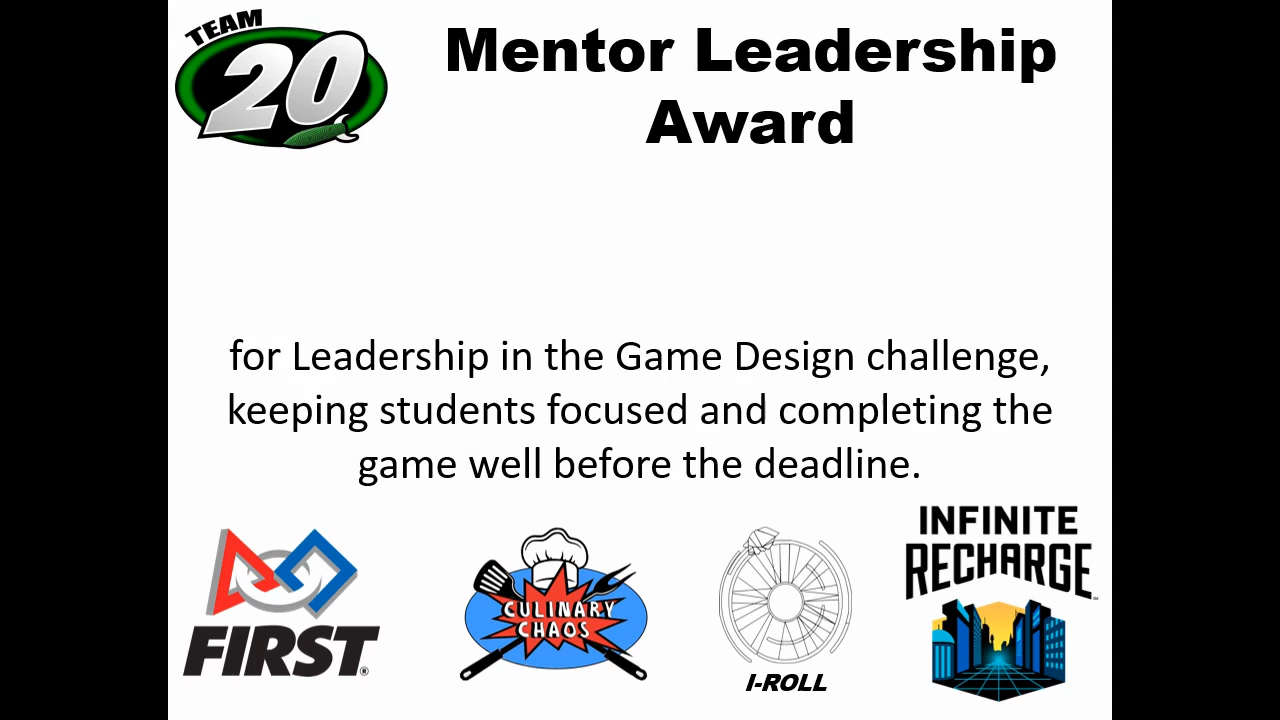 TEAM
20
Mentor Leadership
Award
for Leadership in the Game Design challenge,
keeping students focused and completing the
game well before the deadline.
FIRST®
CULINARY
CHAOS
I-ROLL
INFINITE
RECHARGE℠